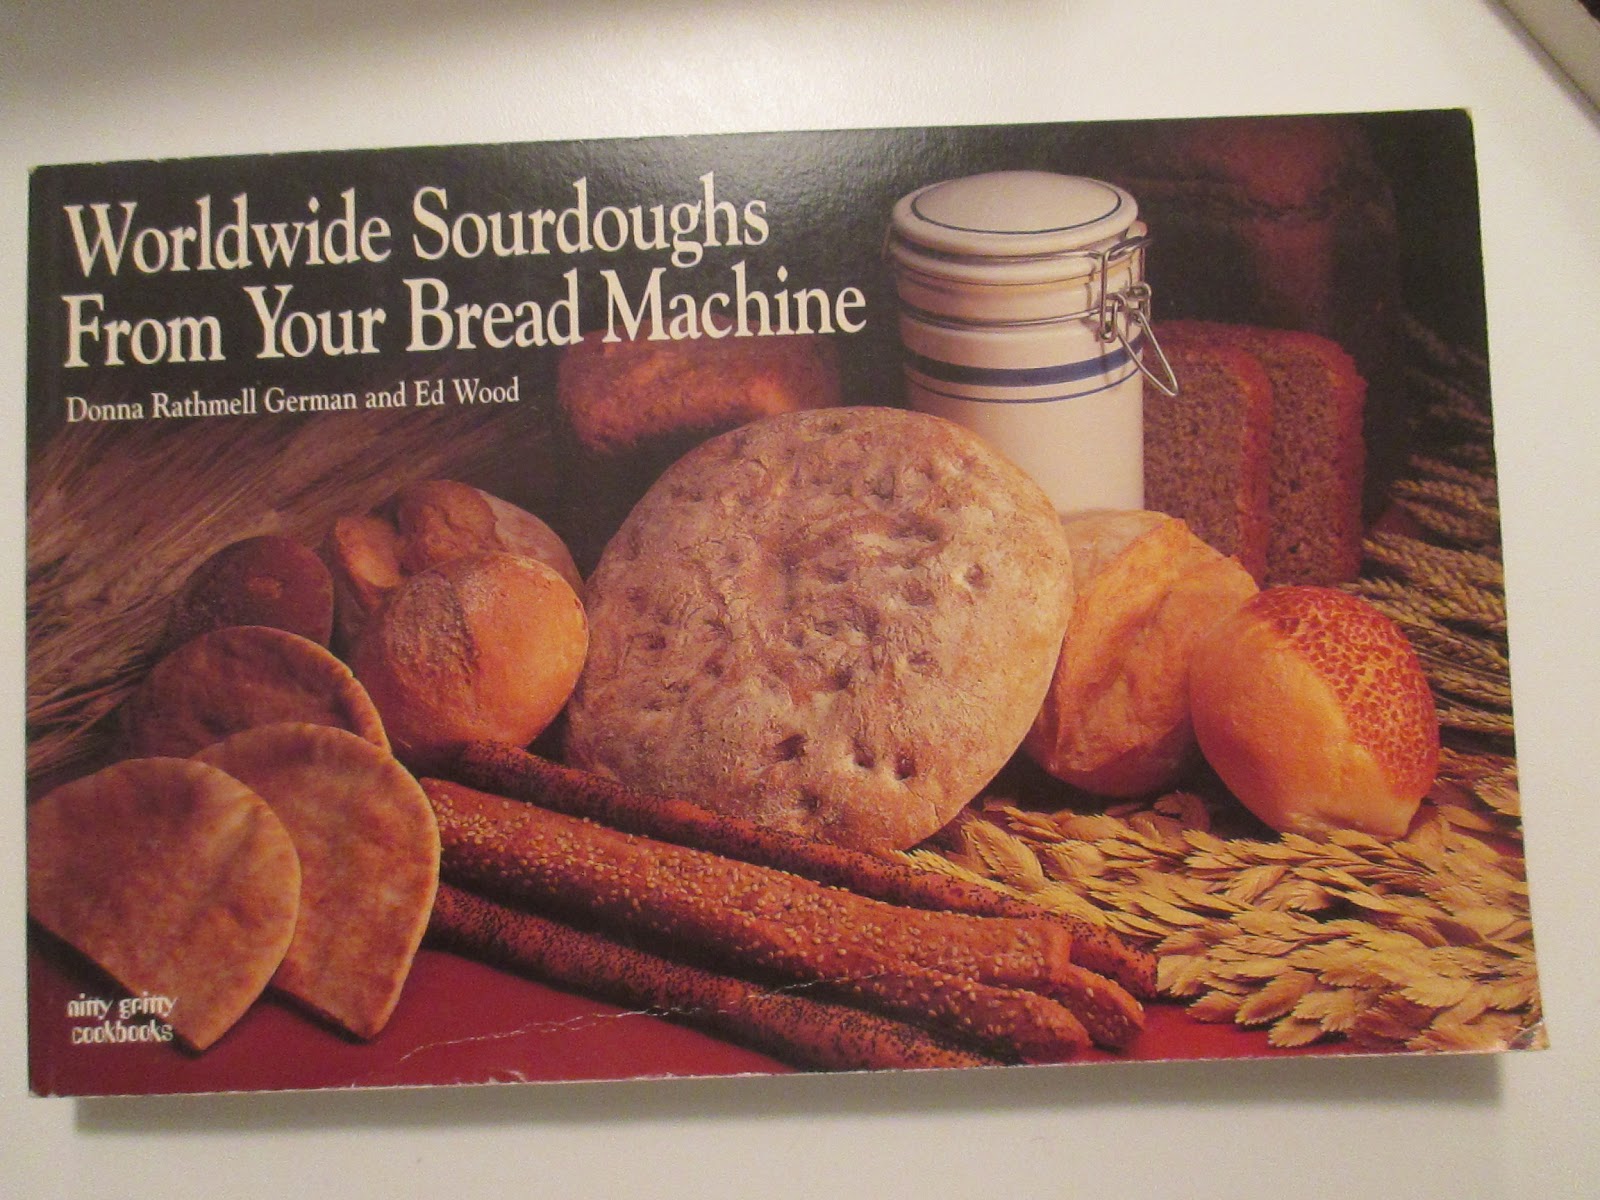 Worldwide Sourdoughs
From Your Bread Machine
Donna Rathmell German and Ed Wood
nitty gritty
cookbooks